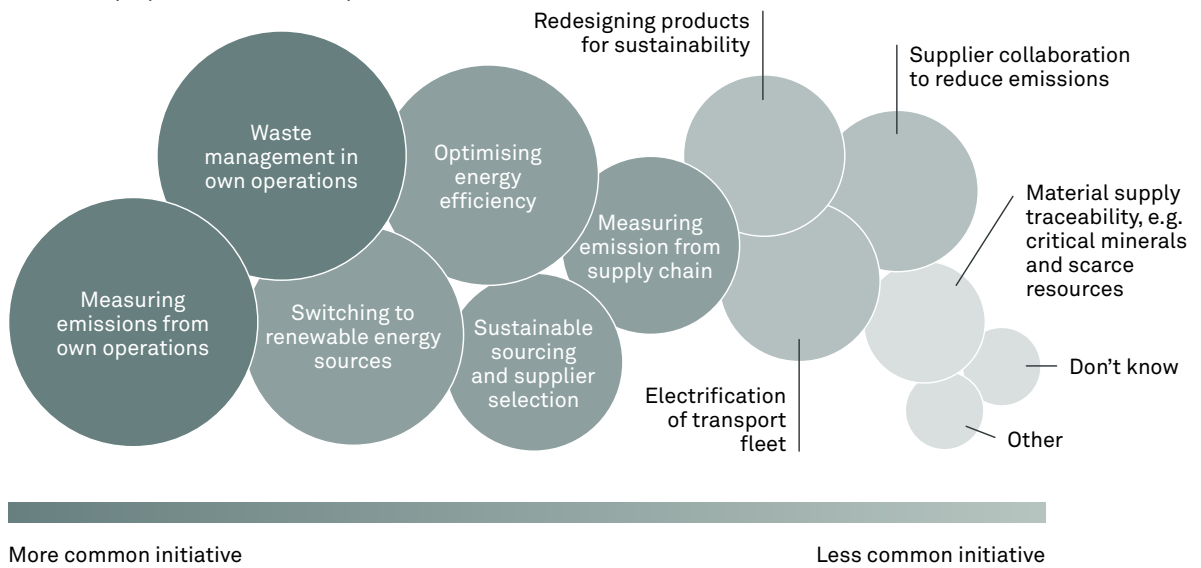 Redesigning products
for sustainability
Supplier collaboration
to reduce emissions
Waste
management in
own operations
Optimising
energy
efficiency
Material supply
traceability, e.g.
critical minerals
and scarce
resources
Measuring
emission from
supply chain
Measuring
emissions from
own operations
Switching to
renewable energy
sources
Sustainable
sourcing
and supplier
selection
Don't know
Electrification
of transport
fleet
Other
More common initiative
Less common initiative